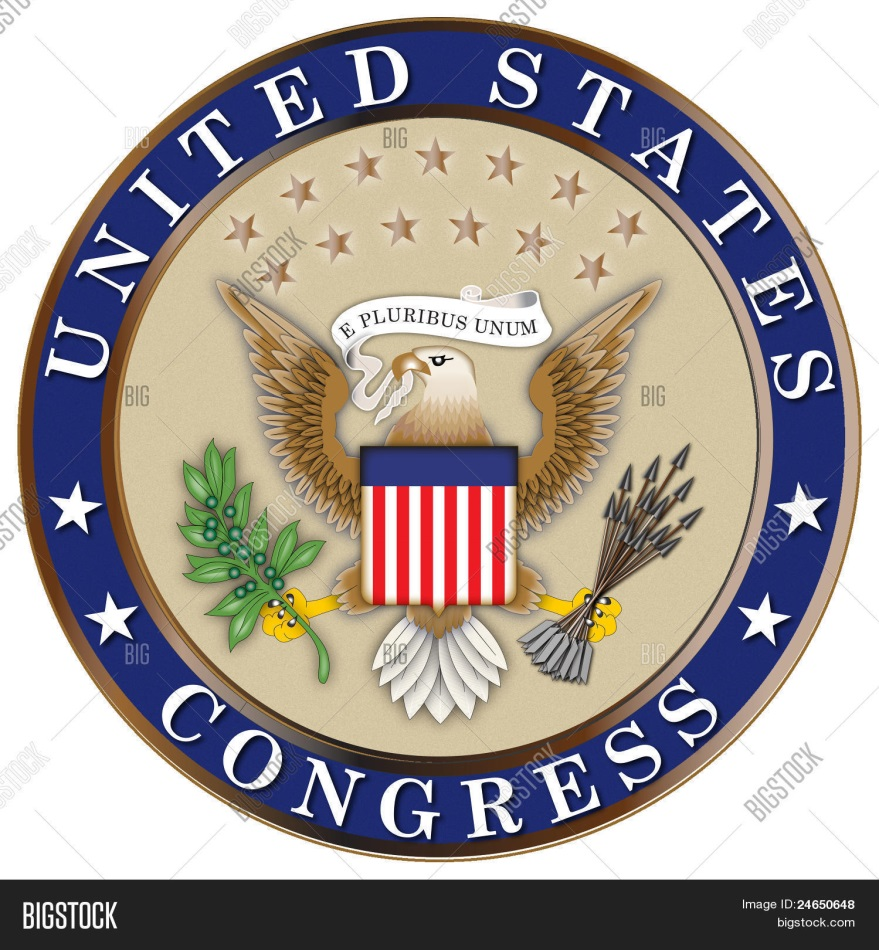 UNITED STATES
E PLURIBUS UNUM
CONGRESS
BIGSTOCK
Image ID: 24650648
bigstock.com